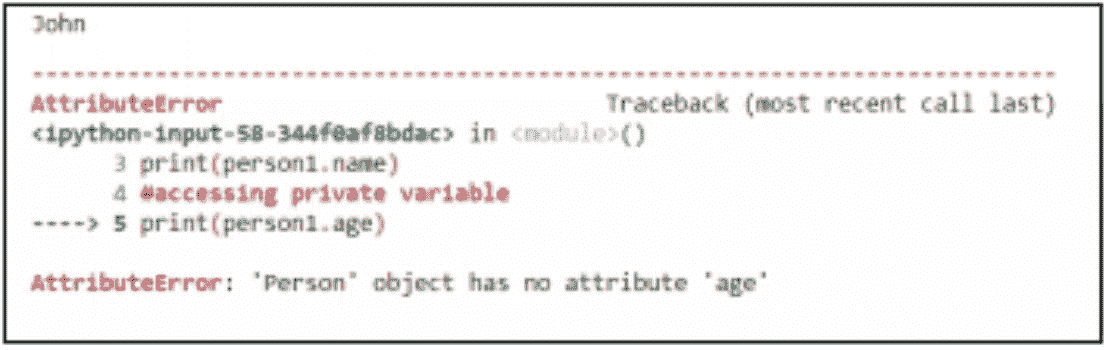 John
---------------------------------------------------------------------------
AttributeError Traceback (most recent call last)
<ipython-input-58-344f0af8bdac> in <module>()
3 print(person1.name)
4 #accessing private variable
----> 5 print(person1.age)
AttributeError: 'Person' object has no attribute 'age'